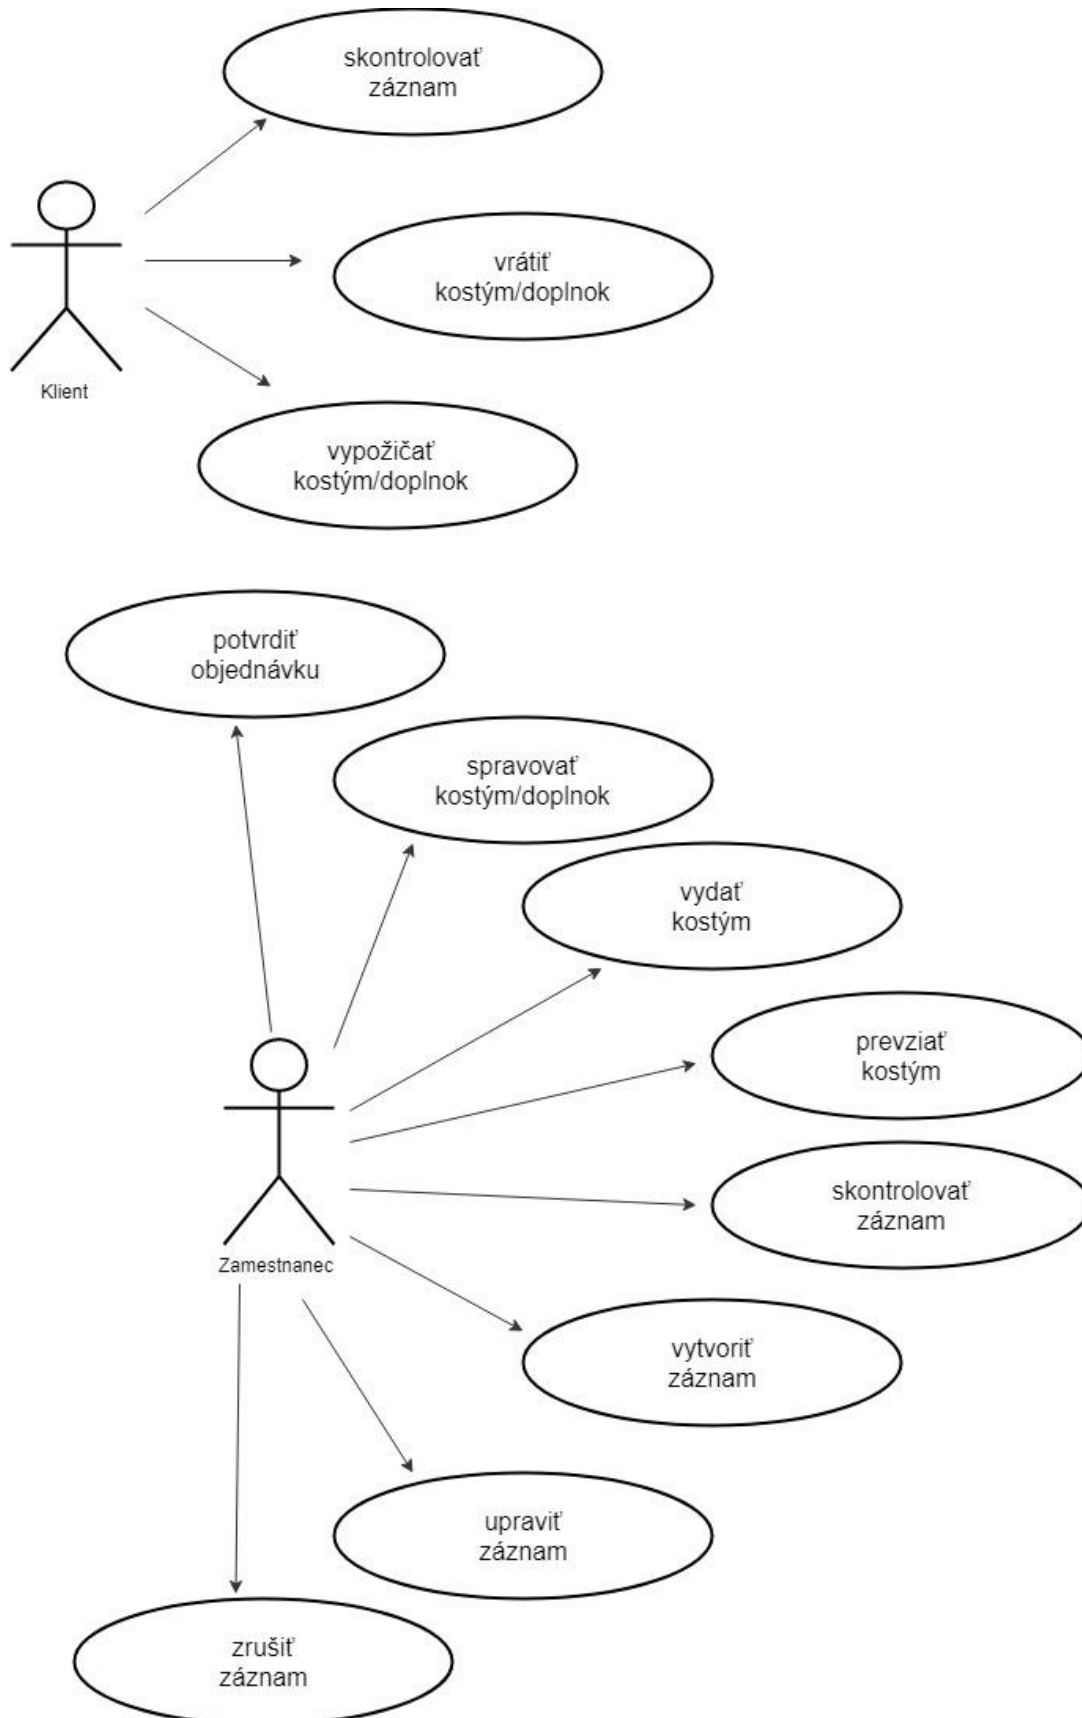 skontrolovať
záznam
vrátiť
kostým/doplnok
Klient
vypožičať
kostým/doplnok
potvrdiť
objednávku
spravovať
kostým/doplnok
vydať
kostým
prevziať
kostým
skontrolovať
záznam
Zamestnanec
vytvoriť
záznam
upraviť
záznam
zrušiť
záznam